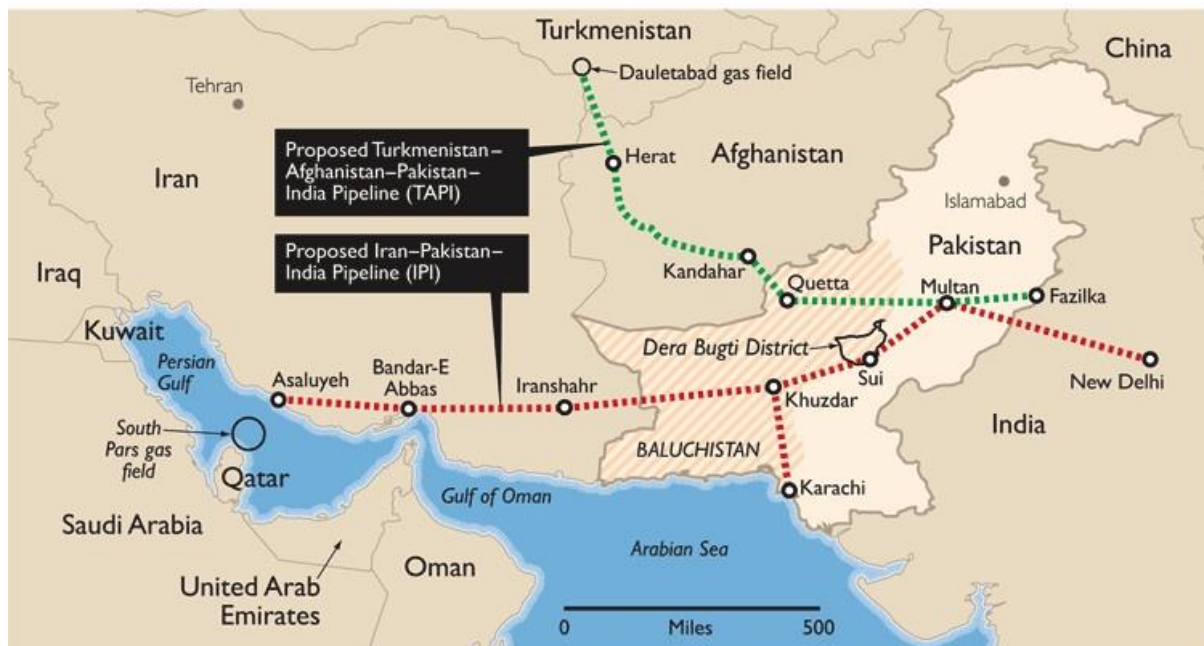 Turkmenistan
China
Dauletabad gas field
Tehran
Proposed Turkmenistan–
Afghanistan–Pakistan–
India Pipeline (TAPI)
Herat
Afghanistan
Iran
Islamabad
Proposed Iran–Pakistan–
India Pipeline (IPI)
Pakistan
Iraq
Kandahar
Quetta
Multan
Fazilka
Kuwait
Persian
Gulf
Dera Bugti District
Asaluyeh
Bandar-E
Abbas
Iranshahr
Sui
New Delhi
Khuzdar
South
Pars gas
field
India
BALUCHISTAN
Qatar
Karachi
Gulf of Oman
Saudi Arabia
Arabian Sea
Oman
United Arab
Emirates
0 Miles 500